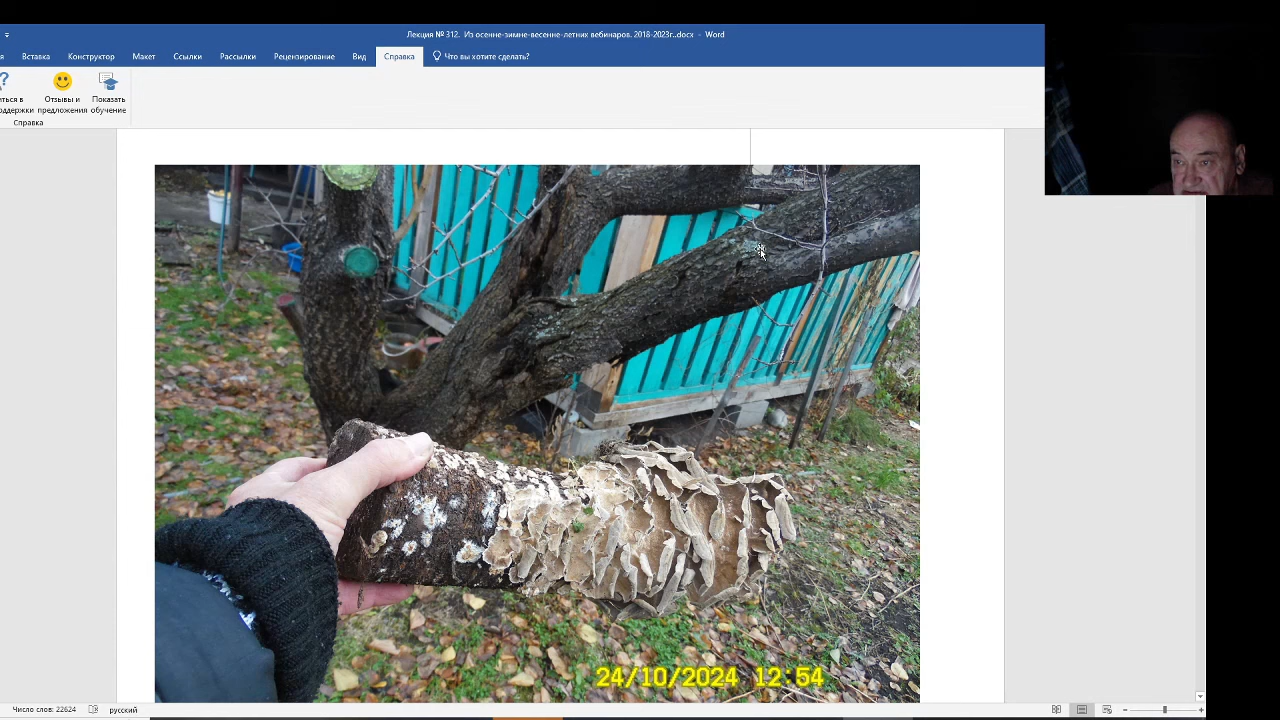 Лекция № 312. Из осенне-зимне-весенне-летних вебинаров. 2018-2023г..docx - Word
Вставка Конструктор Макет Ссылки Рассылки Рецензирование Вид Справка Что вы хотите сделать?
Отзывы и предложения
Показать обучение
Справка
24/10/2024 12:54
Число слов: 22624 русский